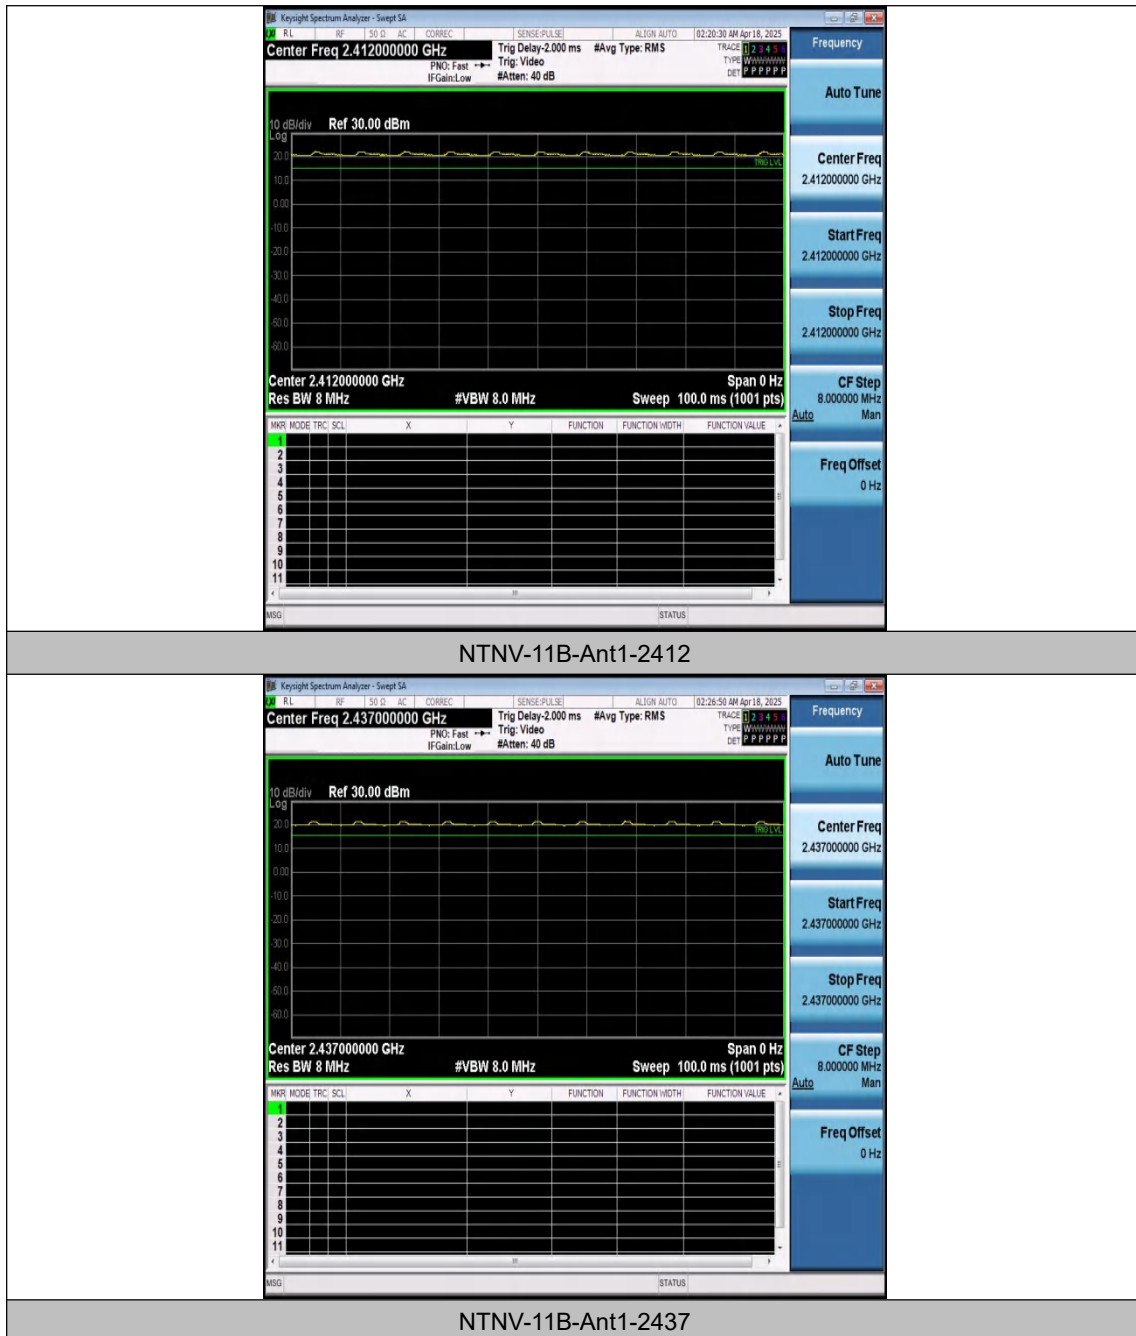 Keysight Spectrum Analyzer - Swept SA
RL RF 50 Ω AC CORREC SENSE:PULSE ALIGN AUTO 02:20:30 AM Apr 18, 2025
Center Freq 2.412000000 GHz Trig Delay-2.000 ms #Avg Type: RMS TRACE 1 2 3 4 5 6
PNO: Fast Trig: Video TYPE W
IFGain:Low #Atten: 40 dB DET P P P P P P
Frequency
Auto Tune
10 dB/div Ref 30.00 dBm
Log
20.0
TRIG LVL
10.0
0.00
-10.0
-20.0
-30.0
-40.0
-50.0
-60.0
Center 2.412000000 GHz Span 0 Hz
Res BW 8 MHz #VBW 8.0 MHz Sweep 100.0 ms (1001 pts)
Center Freq
2.412000000 GHz
Start Freq
2.412000000 GHz
Stop Freq
2.412000000 GHz
CF Step
8.000000 MHz
Auto Man
Freq Offset
0 Hz
MKR MODE TRC SCL X Y FUNCTION FUNCTION WIDTH FUNCTION VALUE
1
2
3
4
5
6
7
8
9
10
11
MSG STATUS
NTNV-11B-Ant1-2412
Keysight Spectrum Analyzer - Swept SA
RL RF 50 Ω AC CORREC SENSE:PULSE ALIGN AUTO 02:26:50 AM Apr 18, 2025
Center Freq 2.437000000 GHz Trig Delay-2.000 ms #Avg Type: RMS TRACE 1 2 3 4 5 6
PNO: Fast Trig: Video TYPE W
IFGain:Low #Atten: 40 dB DET P P P P P P
Frequency
Auto Tune
10 dB/div Ref 30.00 dBm
Log
20.0
TRIG LVL
10.0
0.00
-10.0
-20.0
-30.0
-40.0
-50.0
-60.0
Center 2.437000000 GHz Span 0 Hz
Res BW 8 MHz #VBW 8.0 MHz Sweep 100.0 ms (1001 pts)
Center Freq
2.437000000 GHz
Start Freq
2.437000000 GHz
Stop Freq
2.437000000 GHz
CF Step
8.000000 MHz
Auto Man
Freq Offset
0 Hz
MKR MODE TRC SCL X Y FUNCTION FUNCTION WIDTH FUNCTION VALUE
1
2
3
4
5
6
7
8
9
10
11
MSG STATUS
NTNV-11B-Ant1-2437